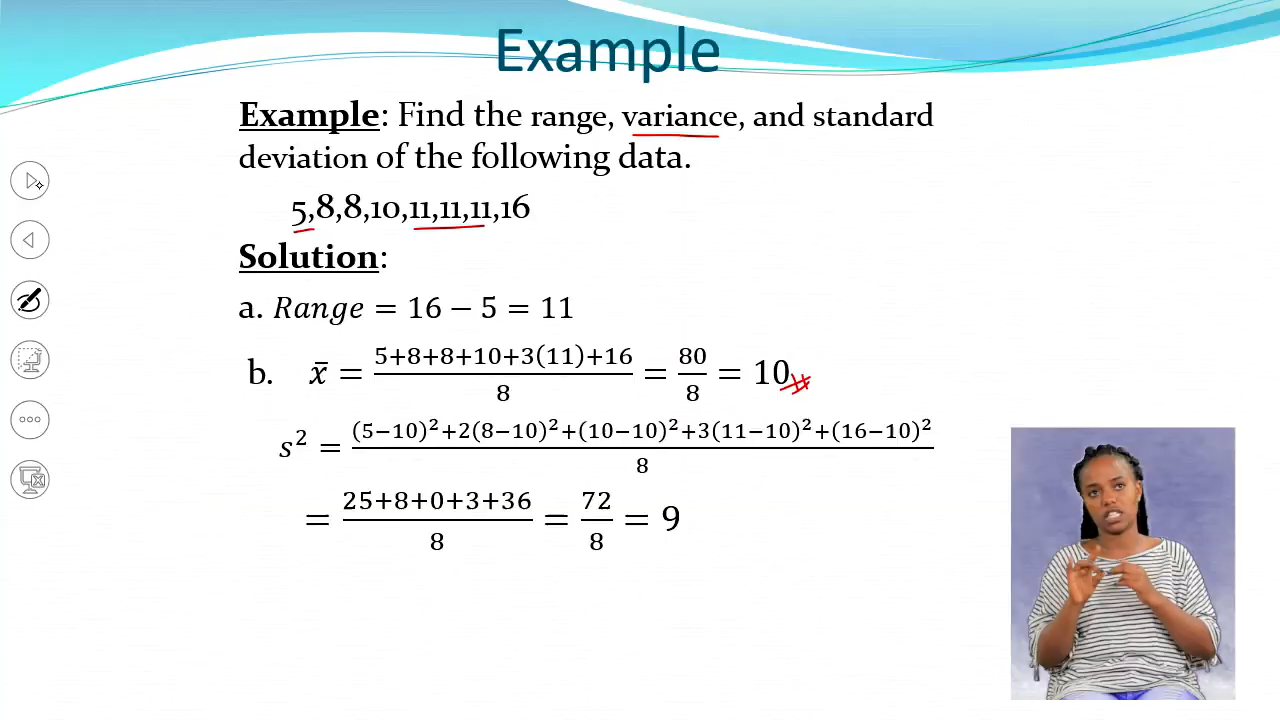 Example
Example: Find the range, variance, and standard
deviation of the following data.
5,8,8,10,11,11,11,16
Solution:
a. Range = 16 − 5 = 11
b. x̄ = (5+8+8+10+3(11)+16)/8 = 80/8 = 10
s² = ((5−10)²+2(8−10)²+(10−10)²+3(11−10)²+(16−10)²)/8
= (25+8+0+3+36)/8 = 72/8 = 9